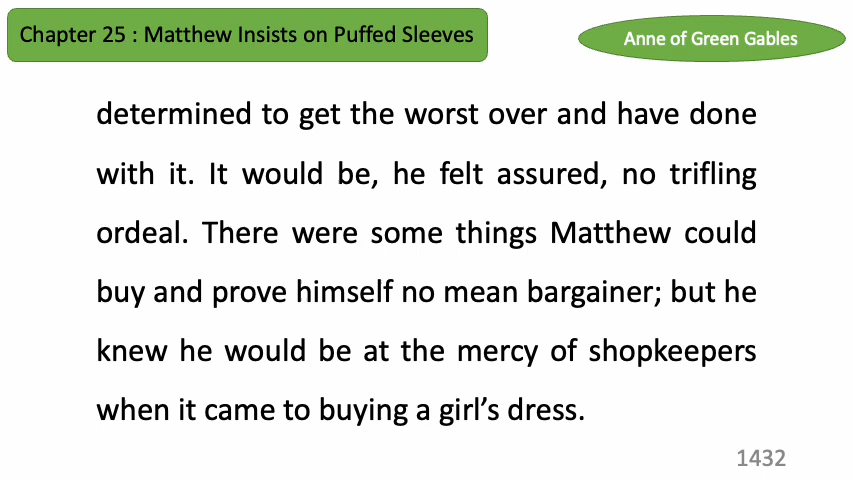 Chapter 25 : Matthew Insists on Puffed Sleeves
Anne of Green Gables
determined to get the worst over and have done
with it. It would be, he felt assured, no trifling
ordeal. There were some things Matthew could
buy and prove himself no mean bargainer; but he
knew he would be at the mercy of shopkeepers
when it came to buying a girl’s dress.
1432